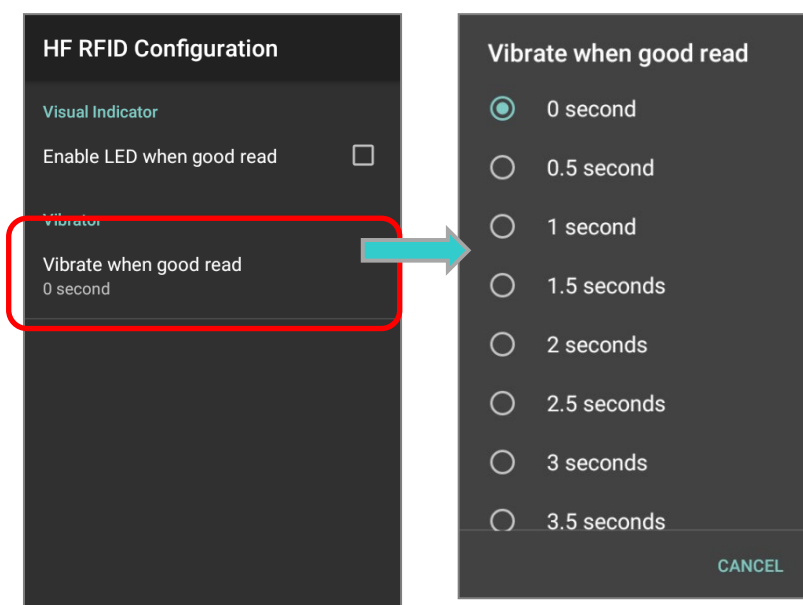 HF RFID Configuration
Visual Indicator
Enable LED when good read
Vibrator
Vibrate when good read
0 second
Vibrate when good read
0 second
0.5 second
1 second
1.5 seconds
2 seconds
2.5 seconds
3 seconds
3.5 seconds
CANCEL